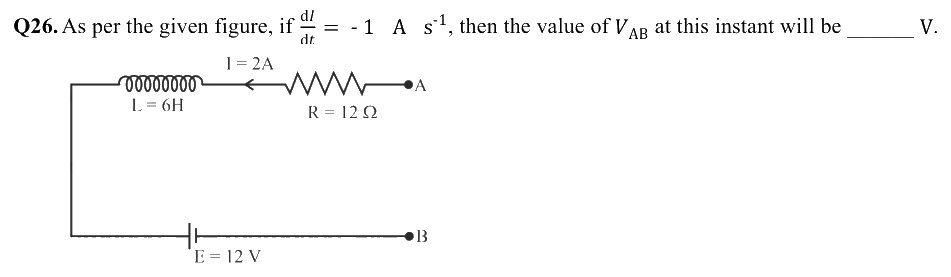 Q26. As per the given figure, if dI/dt = - 1 A s⁻¹, then the value of V_AB at this instant will be ______ V.
I = 2A
A
L = 6H
R = 12 Ω
B
E = 12 V